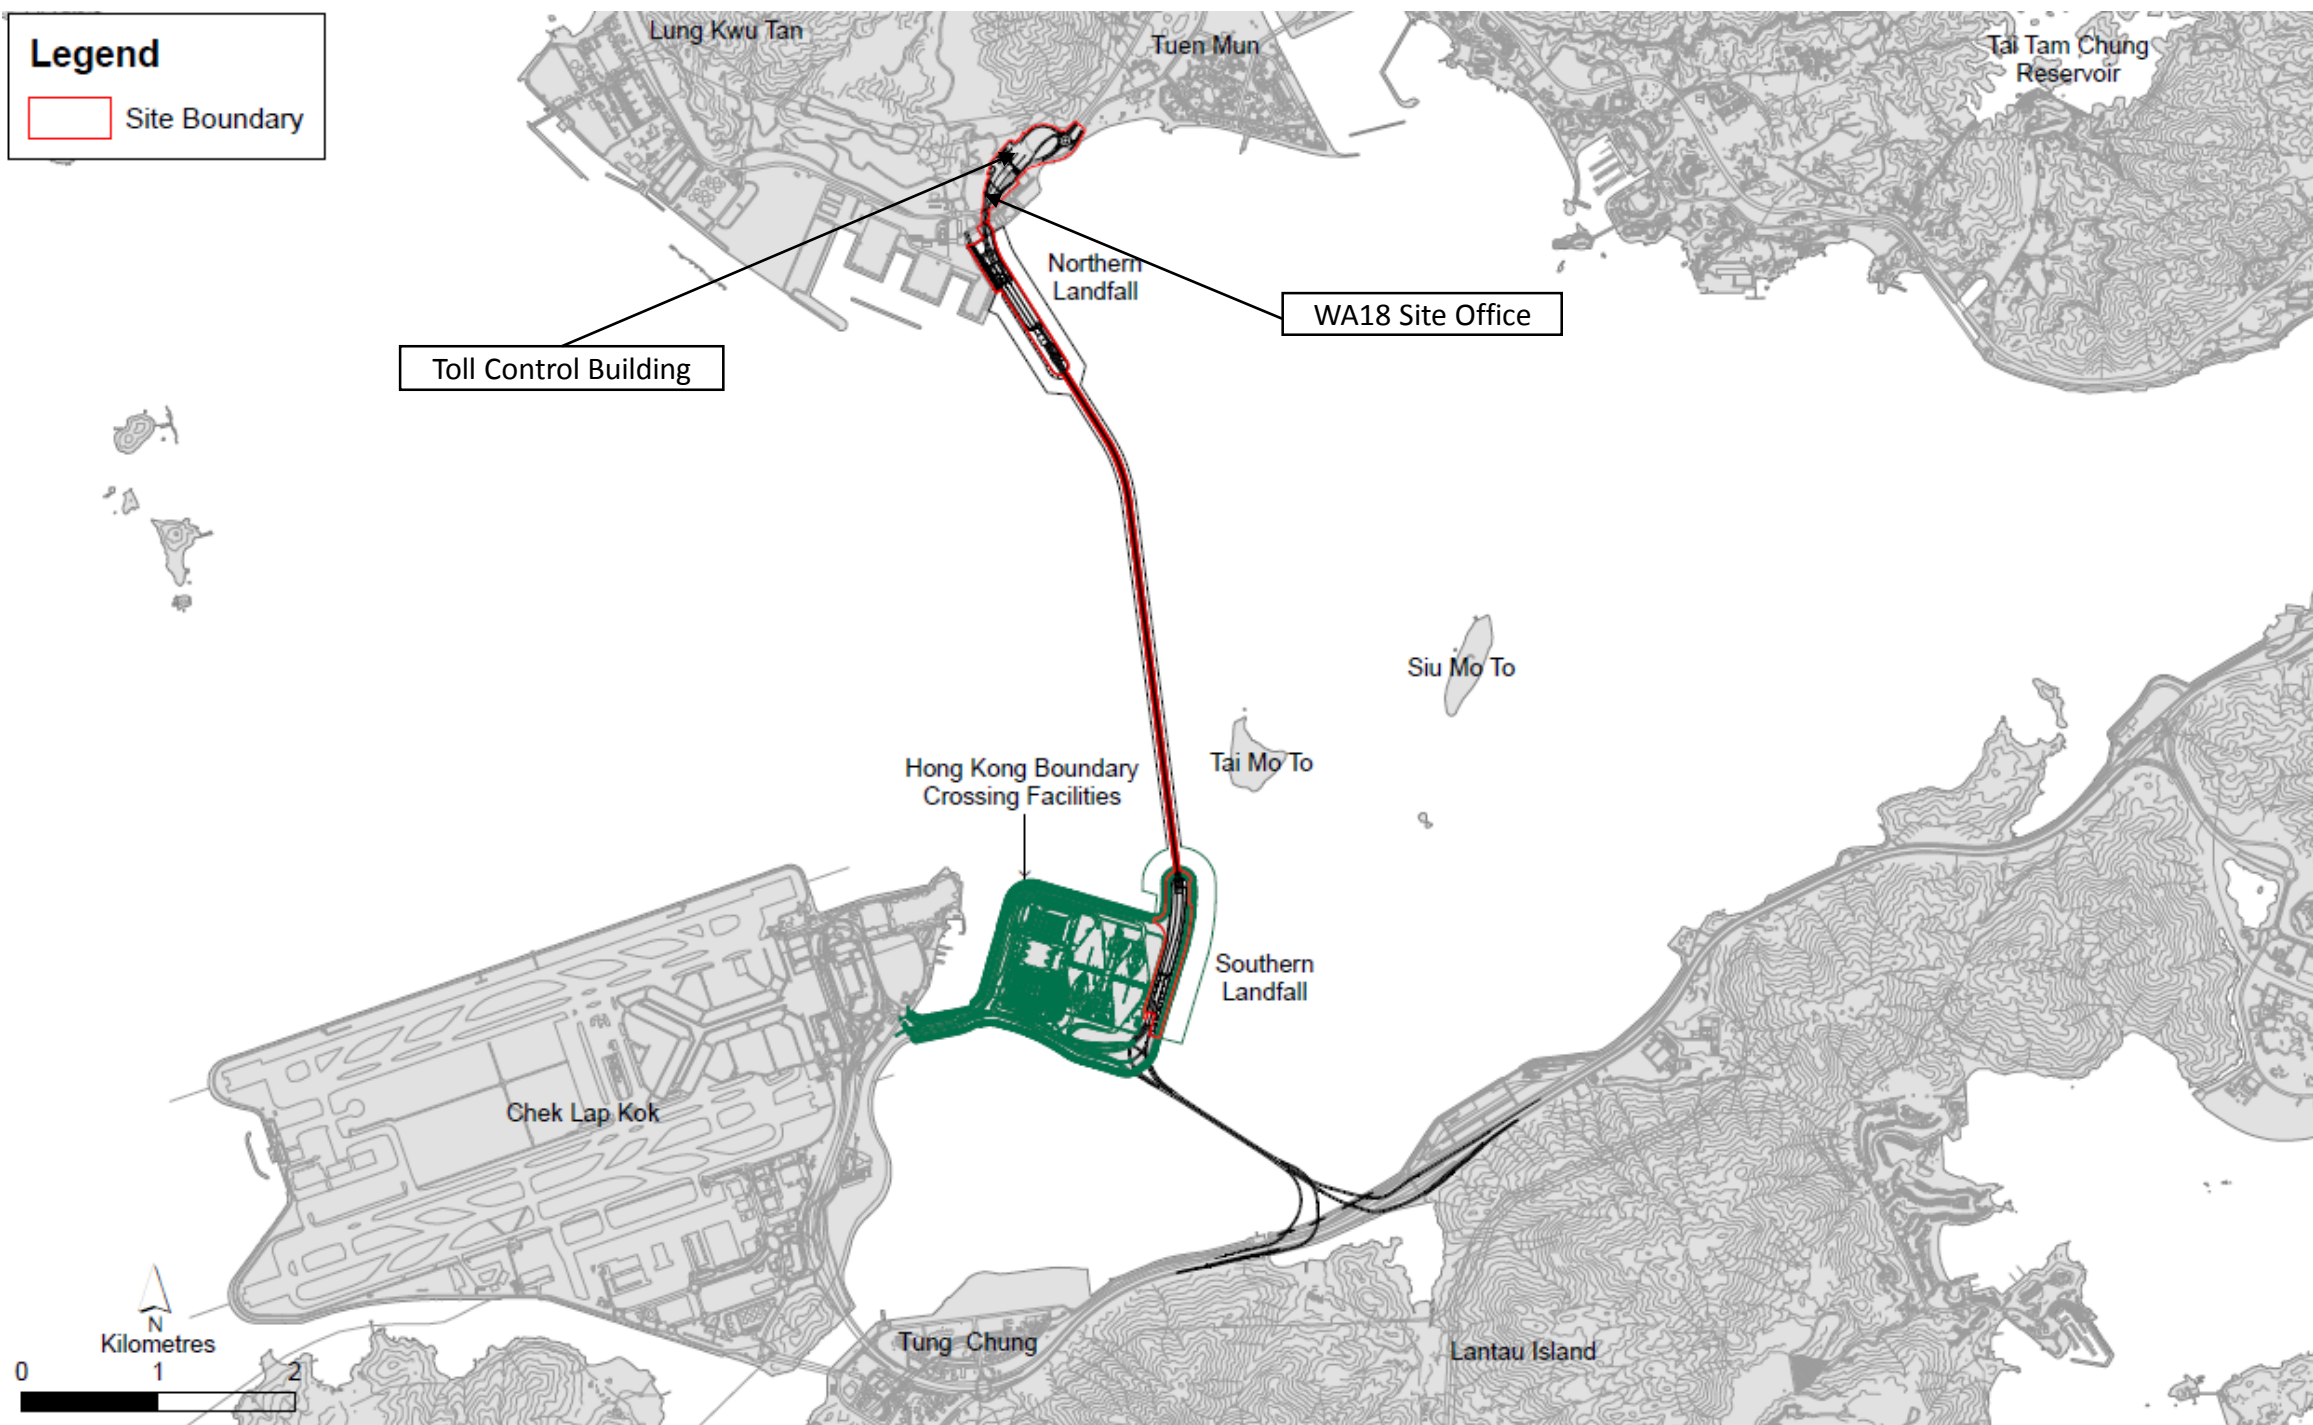 Legend
Site Boundary
Lung Kwu Tan
Tuen Mun
Tai Tam Chung
Reservoir
Northern
Landfall
WA18 Site Office
Toll Control Building
Siu Mo To
Tai Mo To
Hong Kong Boundary
Crossing Facilities
Southern
Landfall
Chek Lap Kok
N
Kilometres
0 1 2
Tung Chung
Lantau Island